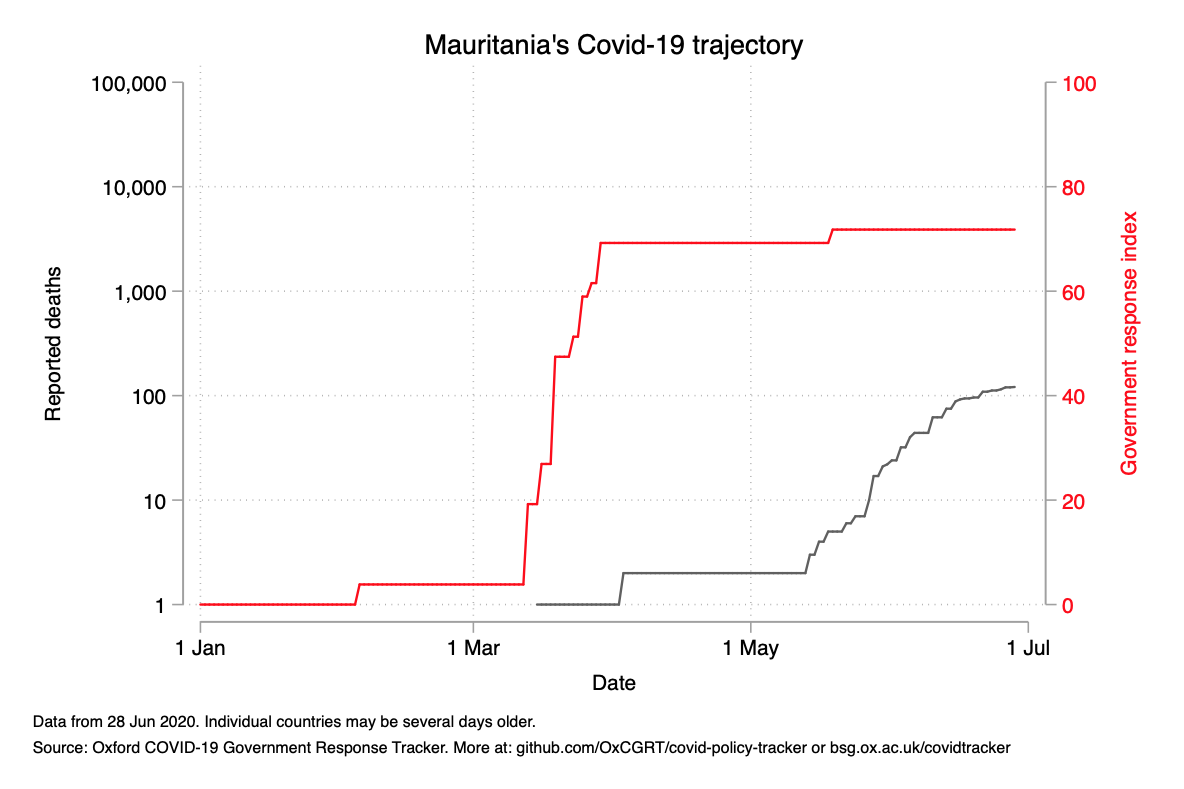 Mauritania's Covid-19 trajectory
100,000
10,000
1,000
100
10
1
Reported deaths
100
80
60
40
20
0
Government response index
1 Jan
1 Mar
1 May
1 Jul
Date
Data from 28 Jun 2020. Individual countries may be several days older.
Source: Oxford COVID-19 Government Response Tracker. More at: github.com/OxCGRT/covid-policy-tracker or bsg.ox.ac.uk/covidtracker